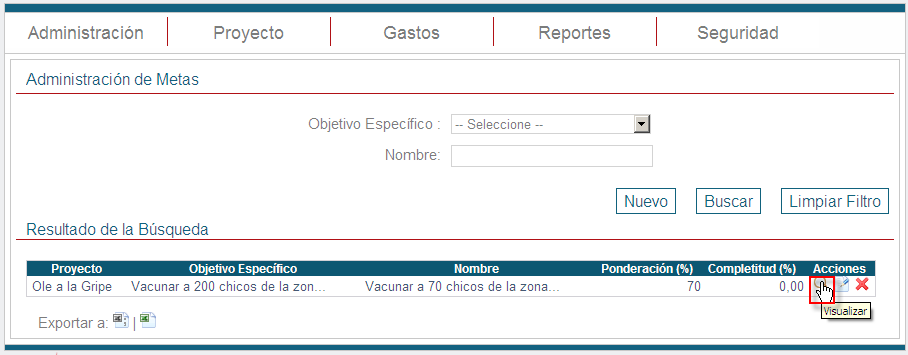 Administración Proyecto Gastos Reportes Seguridad
Administración de Metas
Objetivo Específico : -- Seleccione --
Nombre:
Nuevo Buscar Limpiar Filtro
Resultado de la Búsqueda
Proyecto Objetivo Específico Nombre Ponderación (%) Completitud (%) Acciones
Ole a la Gripe Vacunar a 200 chicos de la zon... Vacunar a 70 chicos de la zona... 70 0,00
Visualizar
Exportar a: |